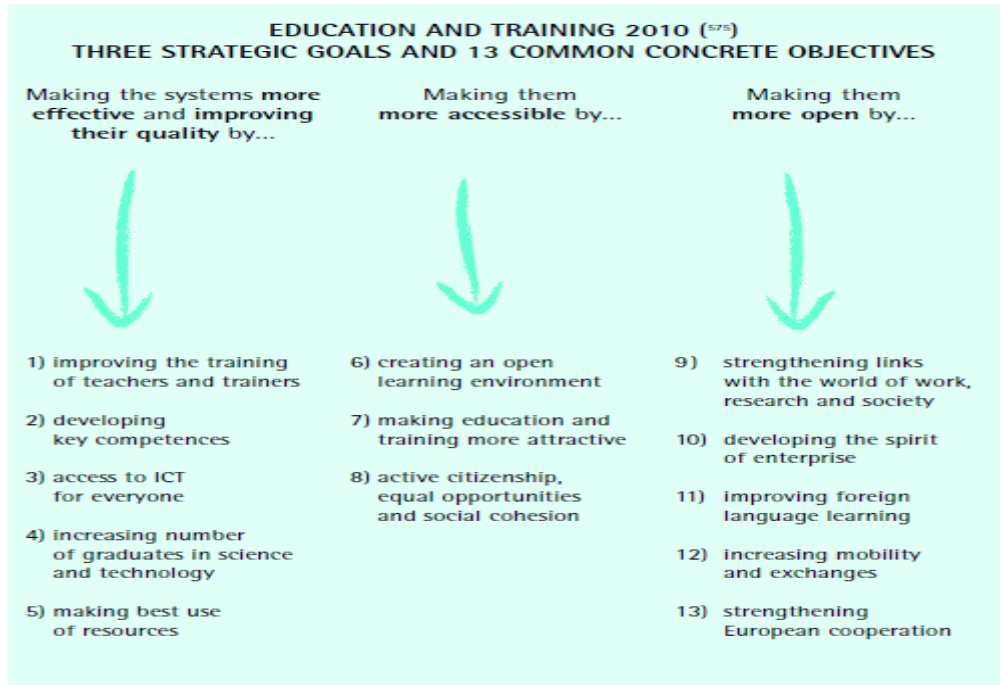 EDUCATION AND TRAINING 2010 (575)
THREE STRATEGIC GOALS AND 13 COMMON CONCRETE OBJECTIVES
Making the systems more
effective and improving
their quality by...
Making them
more accessible by...
Making them
more open by...
1) improving the training
of teachers and trainers
2) developing
key competences
3) access to ICT
for everyone
4) increasing number
of graduates in science
and technology
5) making best use
of resources
6) creating an open
learning environment
7) making education and
training more attractive
8) active citizenship,
equal opportunities
and social cohesion
9) strengthening links
with the world of work,
research and society
10) developing the spirit
of enterprise
11) improving foreign
language learning
12) increasing mobility
and exchanges
13) strengthening
European cooperation